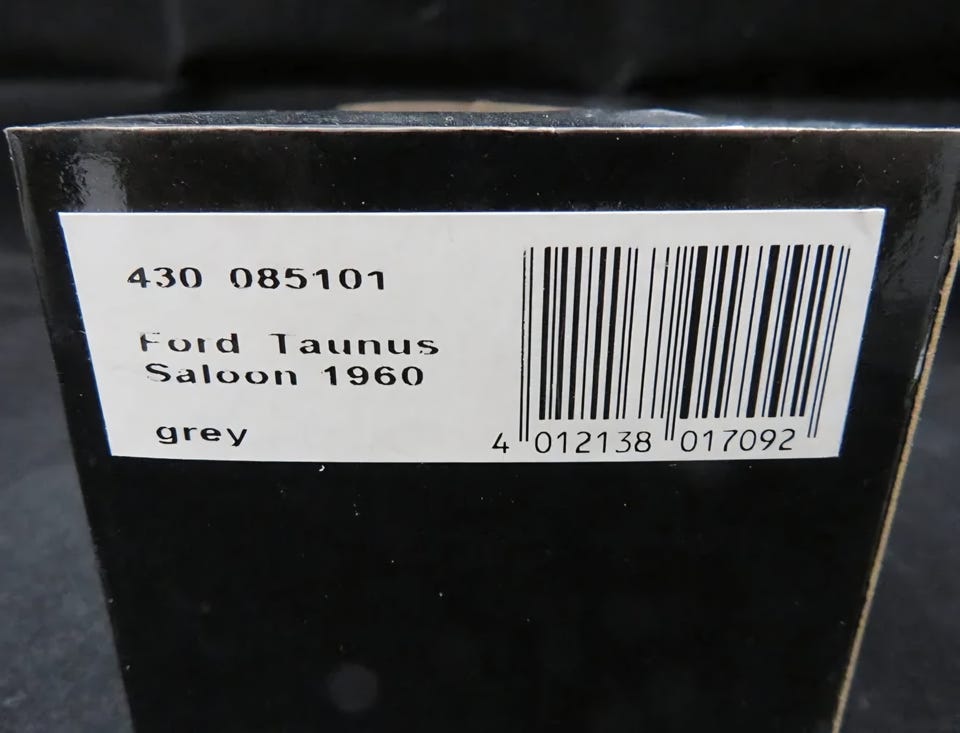 430 085101
Ford Taunus
Saloon 1960
grey
4 012138 017092